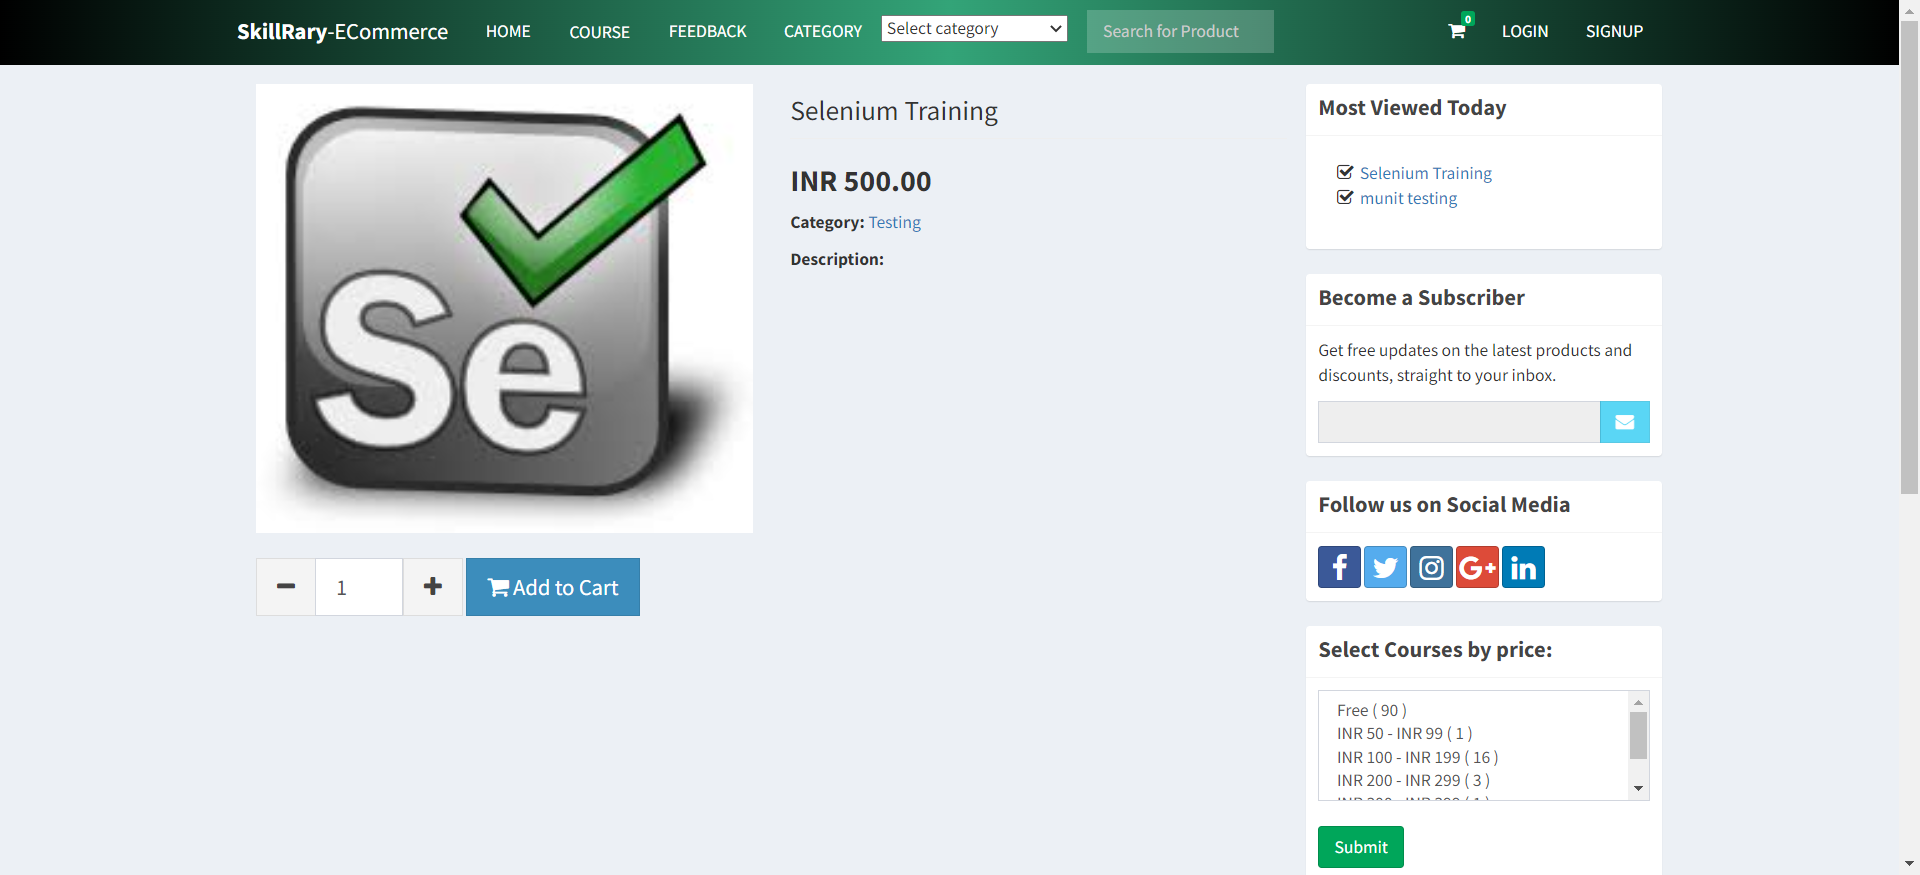 SkillRary-ECommerce HOME COURSE FEEDBACK CATEGORY Select category Search for Product 0 LOGIN SIGNUP
Se
1
Add to Cart
Selenium Training
INR 500.00
Category: Testing
Description:
Most Viewed Today
Selenium Training
munit testing
Become a Subscriber
Get free updates on the latest products and
discounts, straight to your inbox.
Follow us on Social Media
f G+ in
Select Courses by price:
Free ( 90 )
INR 50 - INR 99 ( 1 )
INR 100 - INR 199 ( 16 )
INR 200 - INR 299 ( 3 )
Submit